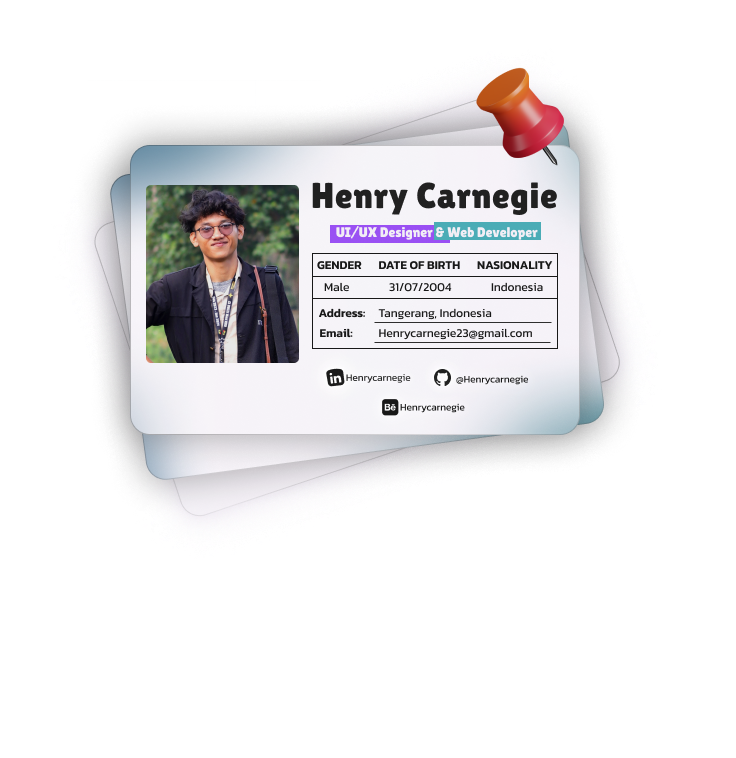 Henry Carnegie
UI/UX Designer & Web Developer
GENDER DATE OF BIRTH NASIONALITY
Male 31/07/2004 Indonesia
Address: Tangerang, Indonesia
Email: Henrycarnegie23@gmail.com
in Henrycarnegie @Henrycarnegie
Bē Henrycarnegie